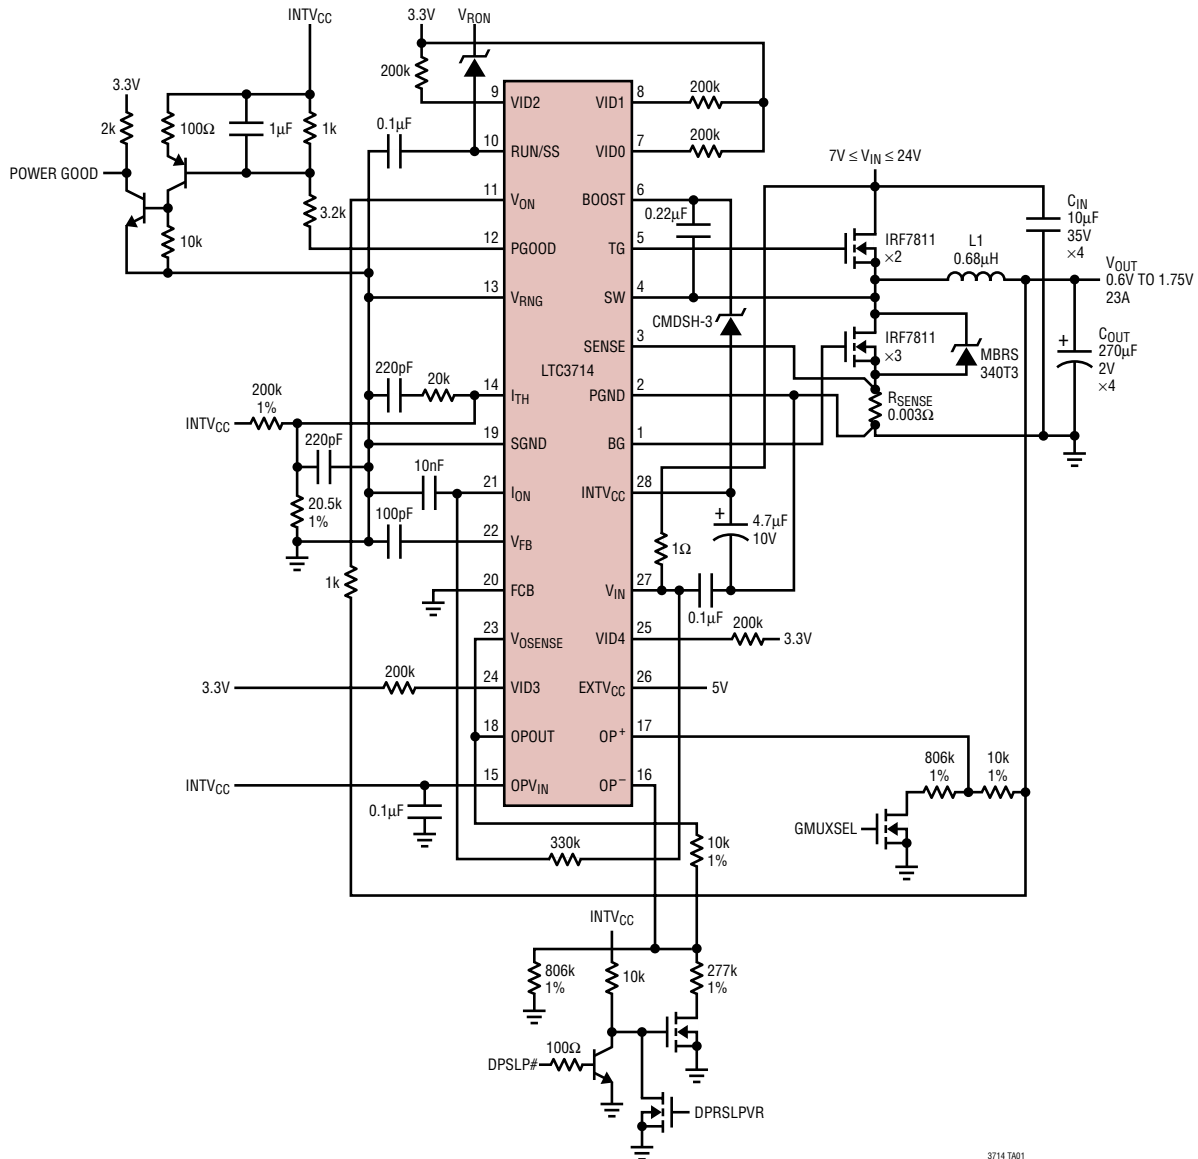 INTVCC
3.3V
VRON
200k
3.3V
2k
100Ω
1µF
1k
0.1µF
POWER GOOD
10k
3.2k
9
VID2
10
RUN/SS
11
VON
12
PGOOD
13
VRNG
14
ITH
19
SGND
21
ION
22
VFB
20
FCB
23
VOSENSE
24
VID3
18
OPOUT
15
OPVIN
LTC3714
VID1
8
VID0
7
BOOST
6
TG
5
SW
4
SENSE
3
PGND
2
BG
1
INTVCC
28
VIN
27
VID4
25
EXTVCC
26
OP+
17
OP−
16
200k
200k
0.22µF
CMDSH-3
7V ≤ VIN ≤ 24V
CIN
10µF
35V
×4
IRF7811
×2
L1
0.68µH
VOUT
0.6V TO 1.75V
23A
IRF7811
×3
MBRS
340T3
+
COUT
270µF
2V
×4
RSENSE
0.003Ω
220pF
20k
200k
1%
INTVCC
220pF
20.5k
1%
10nF
100pF
1k
+
4.7µF
10V
1Ω
0.1µF
200k
3.3V
5V
3.3V
200k
INTVCC
0.1µF
330k
10k
1%
806k
1%
10k
1%
GMUXSEL
INTVCC
806k
1%
10k
277k
1%
100Ω
DPSLP#
DPRSLPVR
3714 TA01